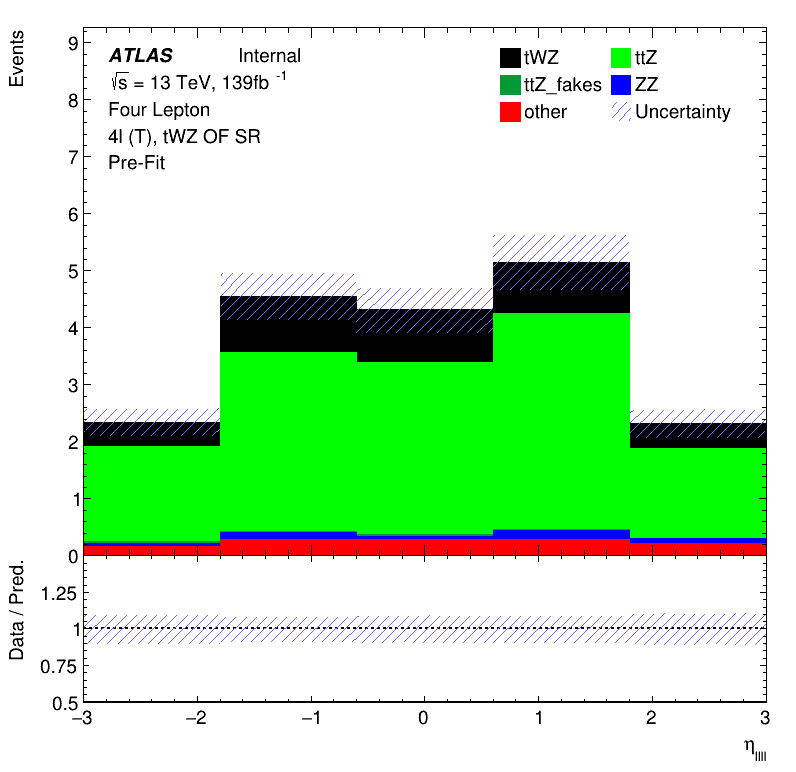 Events
ATLAS Internal
√s = 13 TeV, 139fb -1
Four Lepton
4l (T), tWZ OF SR
Pre-Fit
tWZ ttZ
ttZ_fakes ZZ
other Uncertainty
9
8
7
6
5
4
3
2
1
0
Data / Pred.
1.25
1
0.75
0.5
−3 −2 −1 0 1 2 3
ηllll